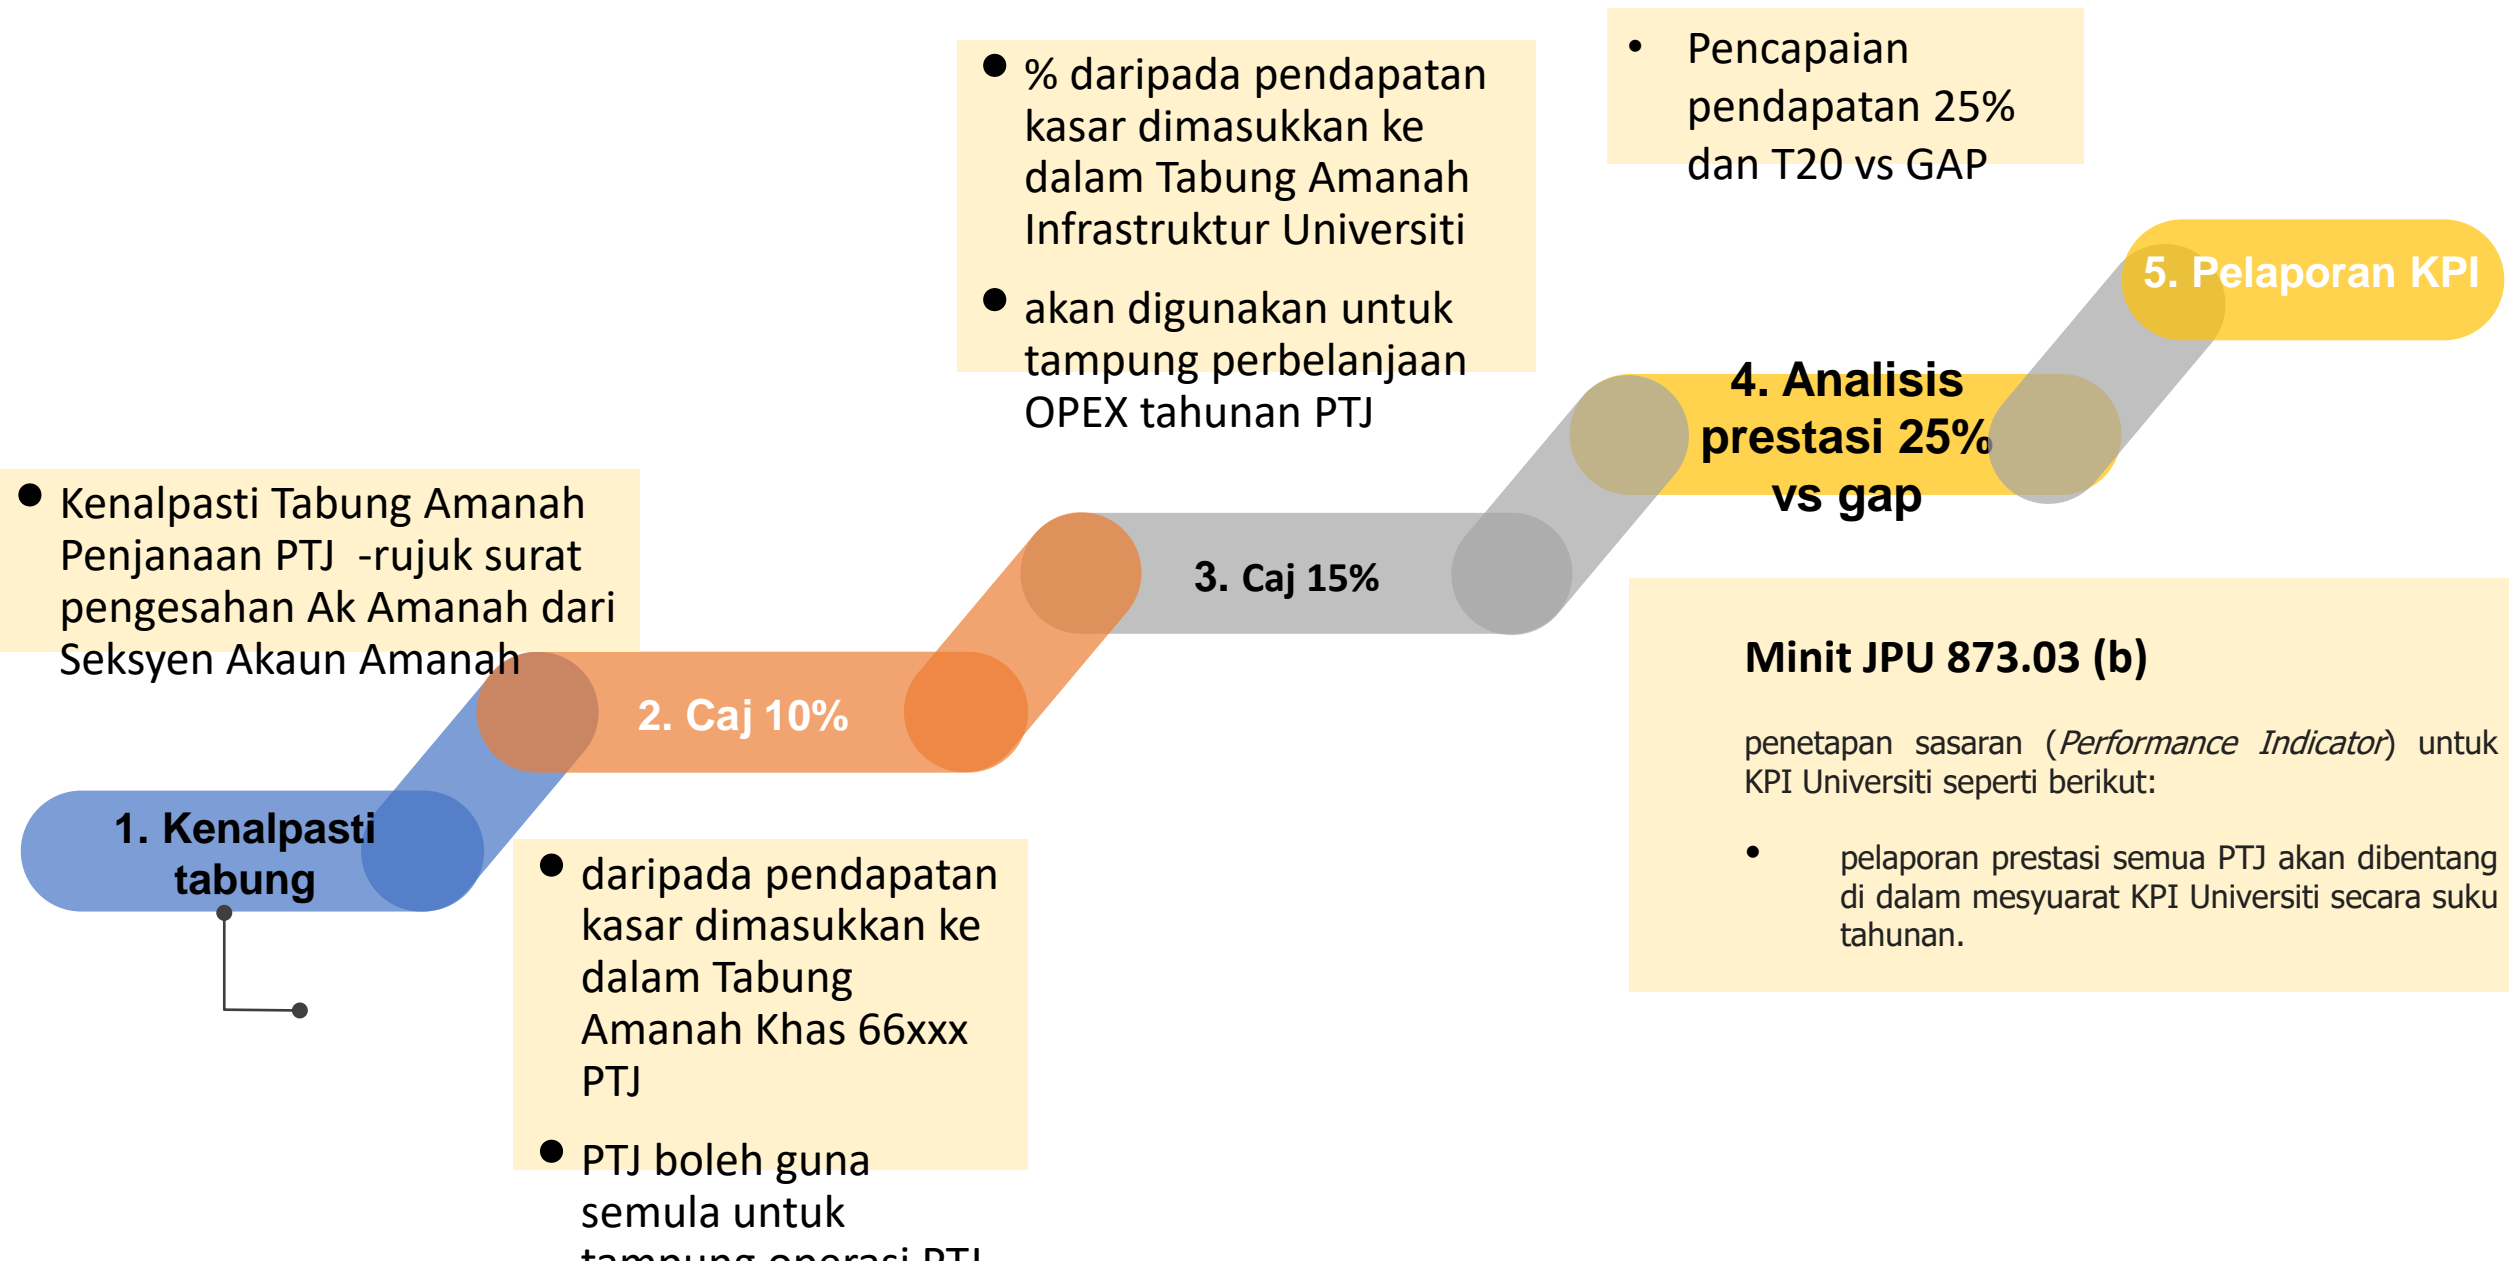 1. Kenalpasti
tabung
● Kenalpasti Tabung Amanah
Penjanaan PTJ -rujuk surat
pengesahan Ak Amanah dari
Seksyen Akaun Amanah
2. Caj 10%
● daripada pendapatan
kasar dimasukkan ke
dalam Tabung
Amanah Khas 66xxx
PTJ
● PTJ boleh guna
semula untuk
tampung operasi PTJ
3. Caj 15%
● % daripada pendapatan
kasar dimasukkan ke
dalam Tabung Amanah
Infrastruktur Universiti
● akan digunakan untuk
tampung perbelanjaan
OPEX tahunan PTJ
4. Analisis
prestasi 25%
vs gap
• Pencapaian
pendapatan 25%
dan T20 vs GAP
5. Pelaporan KPI
Minit JPU 873.03 (b)
penetapan sasaran (Performance Indicator) untuk
KPI Universiti seperti berikut:
• pelaporan prestasi semua PTJ akan dibentang
di dalam mesyuarat KPI Universiti secara suku
tahunan.